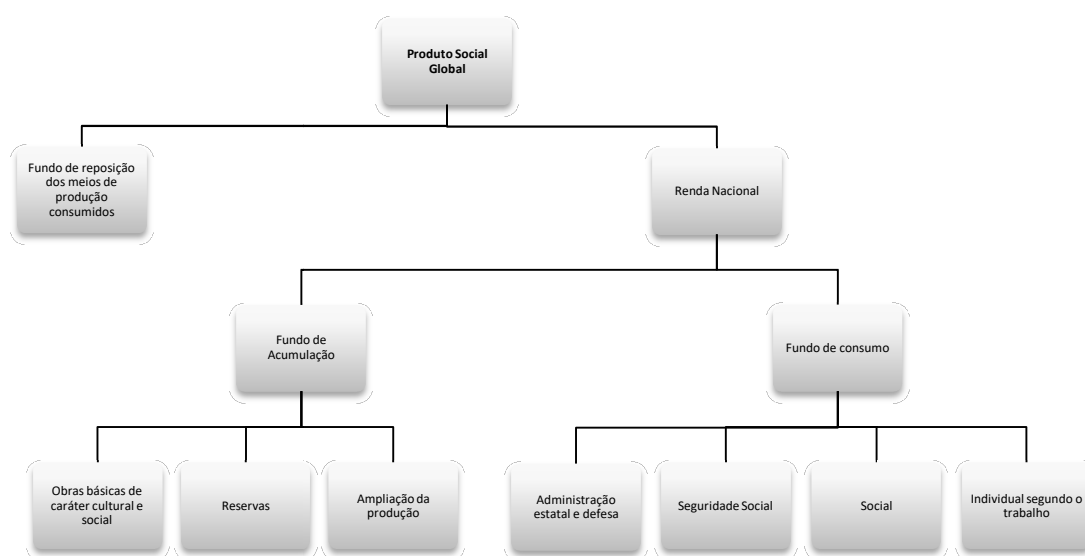 Produto Social
Global
Fundo de reposição
dos meios de
produção
consumidos
Renda Nacional
Fundo de
Acumulação
Fundo de consumo
Obras básicas de
caráter cultural e
social
Reservas
Ampliação da
produção
Administração
estatal e defesa
Seguridade Social
Social
Individual segundo o
trabalho